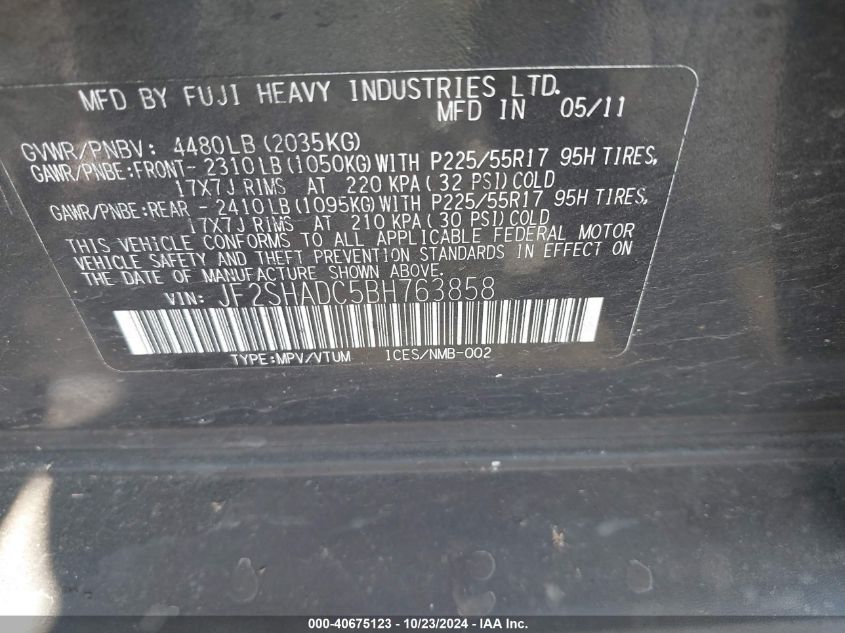 MFD BY FUJI HEAVY INDUSTRIES LTD.
MFD IN 05/11
GVWR/PNBV: 4480LB(2035KG)
GAWR/PNBE:FRONT- 2310LB(1050KG)WITH P225/55R17 95H TIRES,
17X7J RIMS AT 220 KPA(32 PSI)COLD
GAWR/PNBE:REAR - 2410LB(1095KG)WITH P225/55R17 95H TIRES,
17X7J RIMS AT 210 KPA(30 PSI)COLD
THIS VEHICLE CONFORMS TO ALL APPLICABLE FEDERAL MOTOR
VEHICLE SAFETY AND THEFT PREVENTION STANDARDS IN EFFECT ON
THE DATE OF MANUFACTURE SHOWN ABOVE.
VIN: JF2SHADC5BH763858
TYPE:MPV/VTUM ICES/NMB-002
000-40675123 - 10/23/2024 - IAA, Inc.